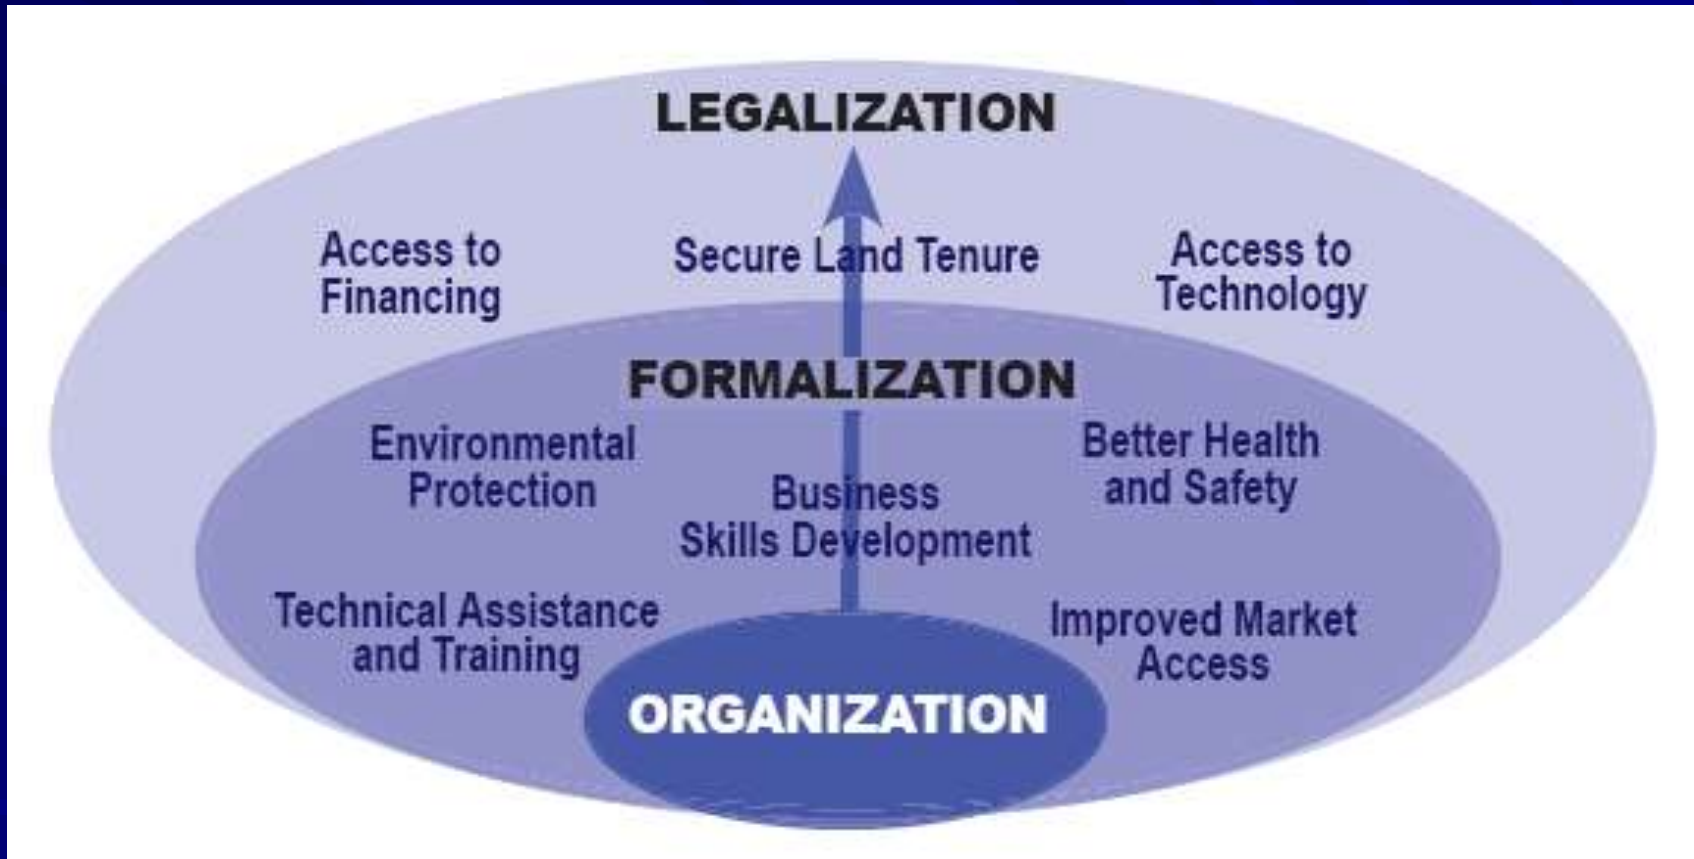 LEGALIZATION
Access to
Financing
Secure Land Tenure
Access to
Technology
FORMALIZATION
Environmental
Protection
Business
Skills Development
Better Health
and Safety
Technical Assistance
and Training
Improved Market
Access
ORGANIZATION